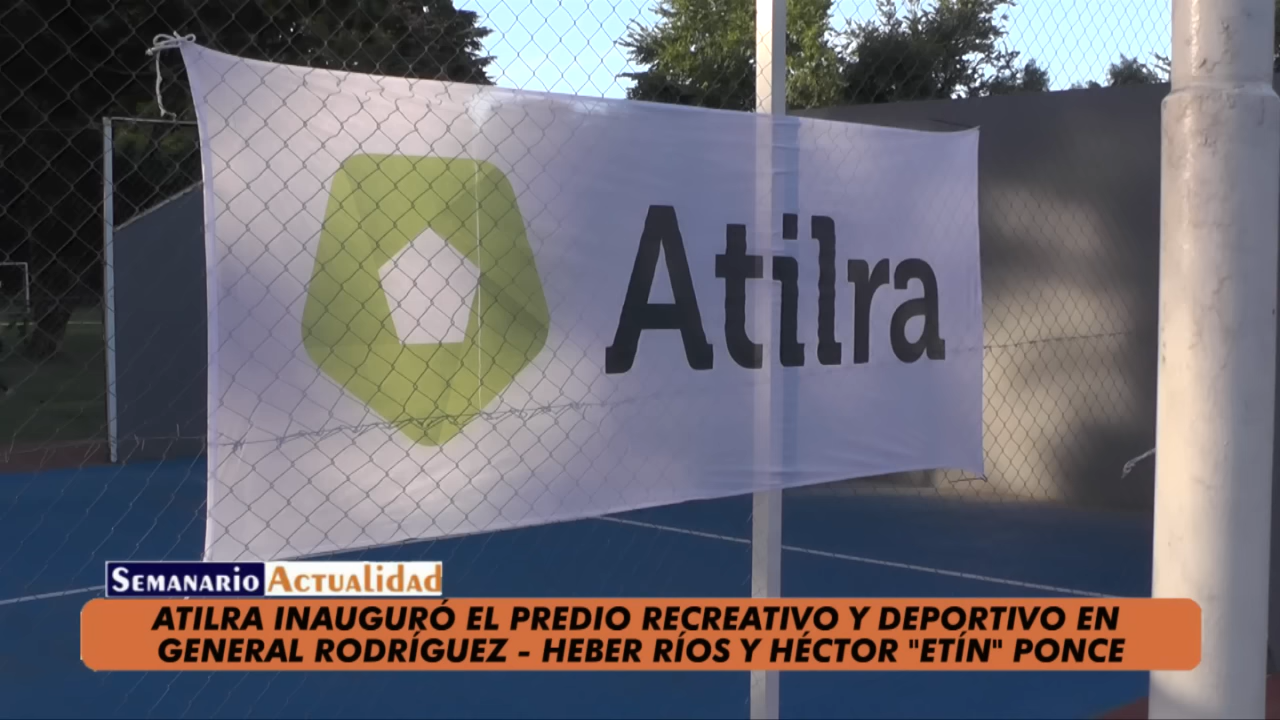 Atilra
Semanario Actualidad
ATILRA INAUGURÓ EL PREDIO RECREATIVO Y DEPORTIVO EN
GENERAL RODRÍGUEZ - HEBER RÍOS Y HÉCTOR "ETÍN" PONCE